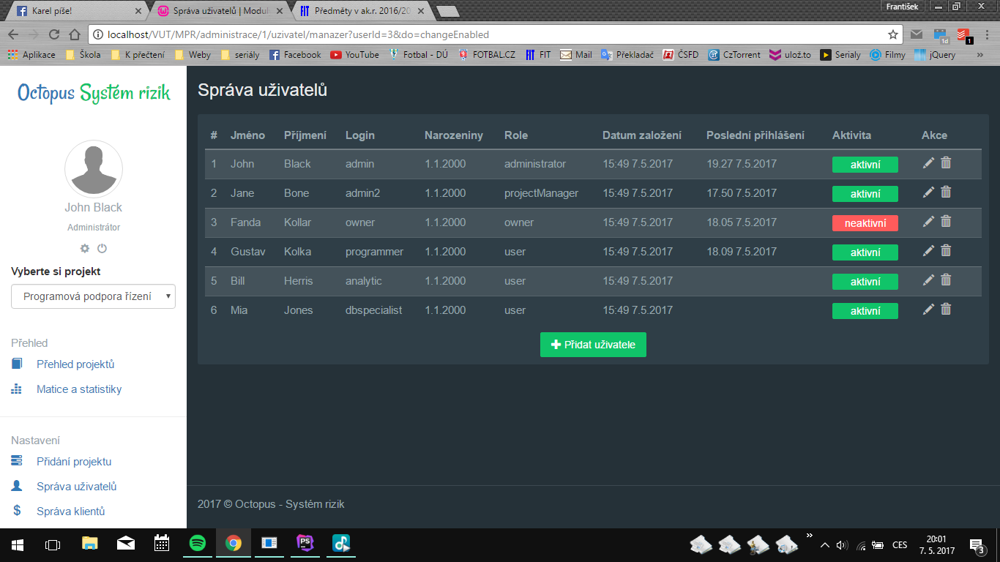 Karel píše!
Správa uživatelů | Modul
Předměty v ak.r. 2016/20
František
localhost/VUT/MPR/administrace/1/uzivatel/manazer?userId=3&do=changeEnabled
1d
1
Aplikace Škola K přečtení Weby seriály Facebook YouTube Fotbal - DÚ FOTBAL.CZ FIT Mail Překladač ČSFD CzTorrent ulož.to Serialy Filmy jQuery »
Octopus Systém rizik
John Black
Administrátor
Vyberte si projekt
Programová podpora řízení
Přehled
Přehled projektů
Matice a statistiky
Nastavení
Přidání projektu
Správa uživatelů
Správa klientů
Správa uživatelů
# Jméno Příjmení Login Narozeniny Role Datum založení Poslední přihlášení Aktivita Akce
1 John Black admin 1.1.2000 administrator 15:49 7.5.2017 19.27 7.5.2017 aktivní
2 Jane Bone admin2 1.1.2000 projectManager 15:49 7.5.2017 17.50 7.5.2017 aktivní
3 Fanda Kollar owner 1.1.2000 owner 15:49 7.5.2017 18.05 7.5.2017 neaktivní
4 Gustav Kolka programmer 1.1.2000 user 15:49 7.5.2017 18.09 7.5.2017 aktivní
5 Bill Herris analytic 1.1.2000 user 15:49 7.5.2017 aktivní
6 Mia Jones dbspecialist 1.1.2000 user 15:49 7.5.2017 aktivní
Přidat uživatele
2017 © Octopus - Systém rizik
PS
CES
20:01
7. 5. 2017
3